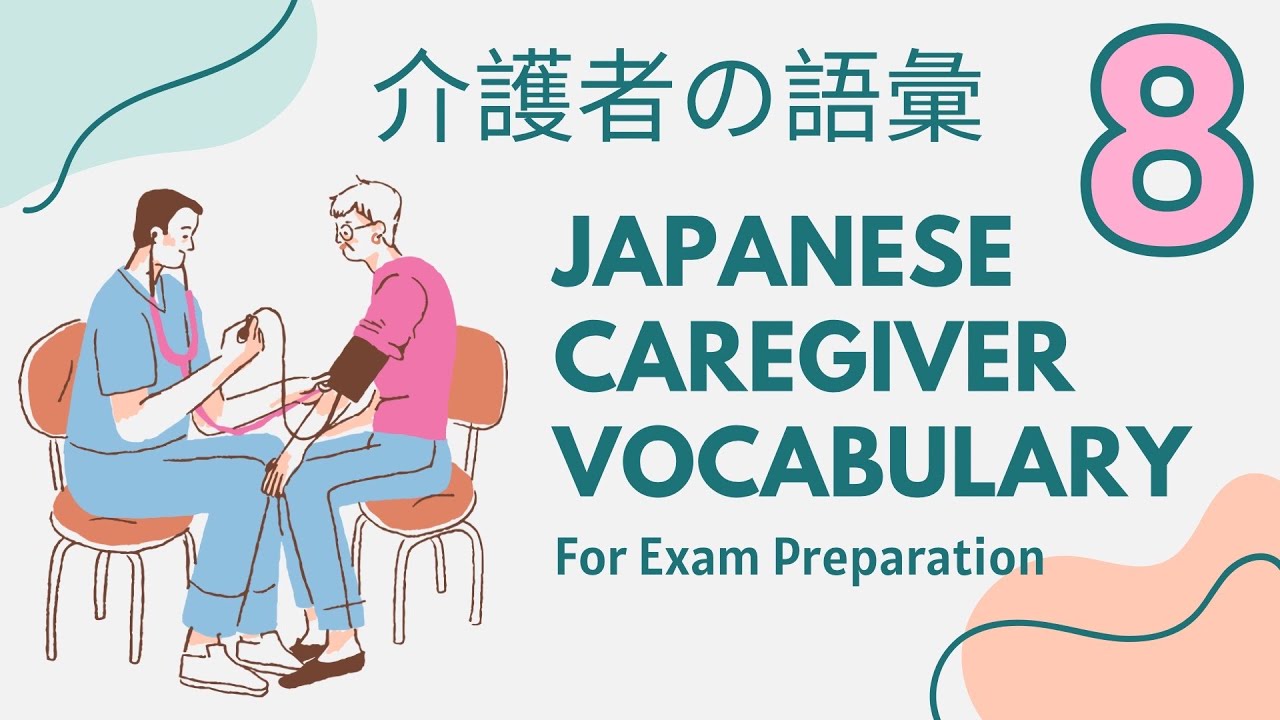 介護者の語彙
8
JAPANESE
CAREGIVER
VOCABULARY
For Exam Preparation